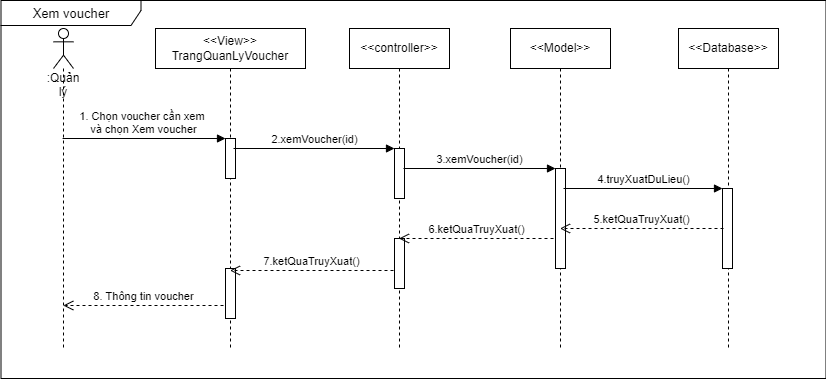 Xem voucher
:Quản
lý
<<View>>
TrangQuanLyVoucher
<<controller>>
<<Model>>
<<Database>>
1. Chọn voucher cần xem
và chọn Xem voucher
2.xemVoucher(id)
3.xemVoucher(id)
4.truyXuatDuLieu()
5.ketQuaTruyXuat()
6.ketQuaTruyXuat()
7.ketQuaTruyXuat()
8. Thông tin voucher